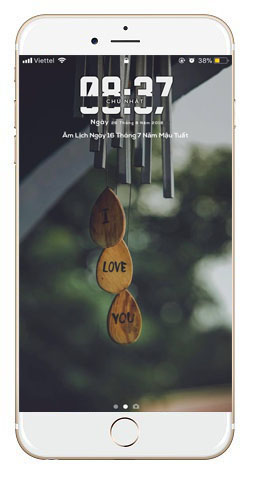 Viettel 38%
08:37
CHỦ NHẬT
Ngày 26 Tháng 8 Năm 2018
Âm Lịch Ngày 16 Tháng 7 Năm Mậu Tuất
I
LOVE
YOU